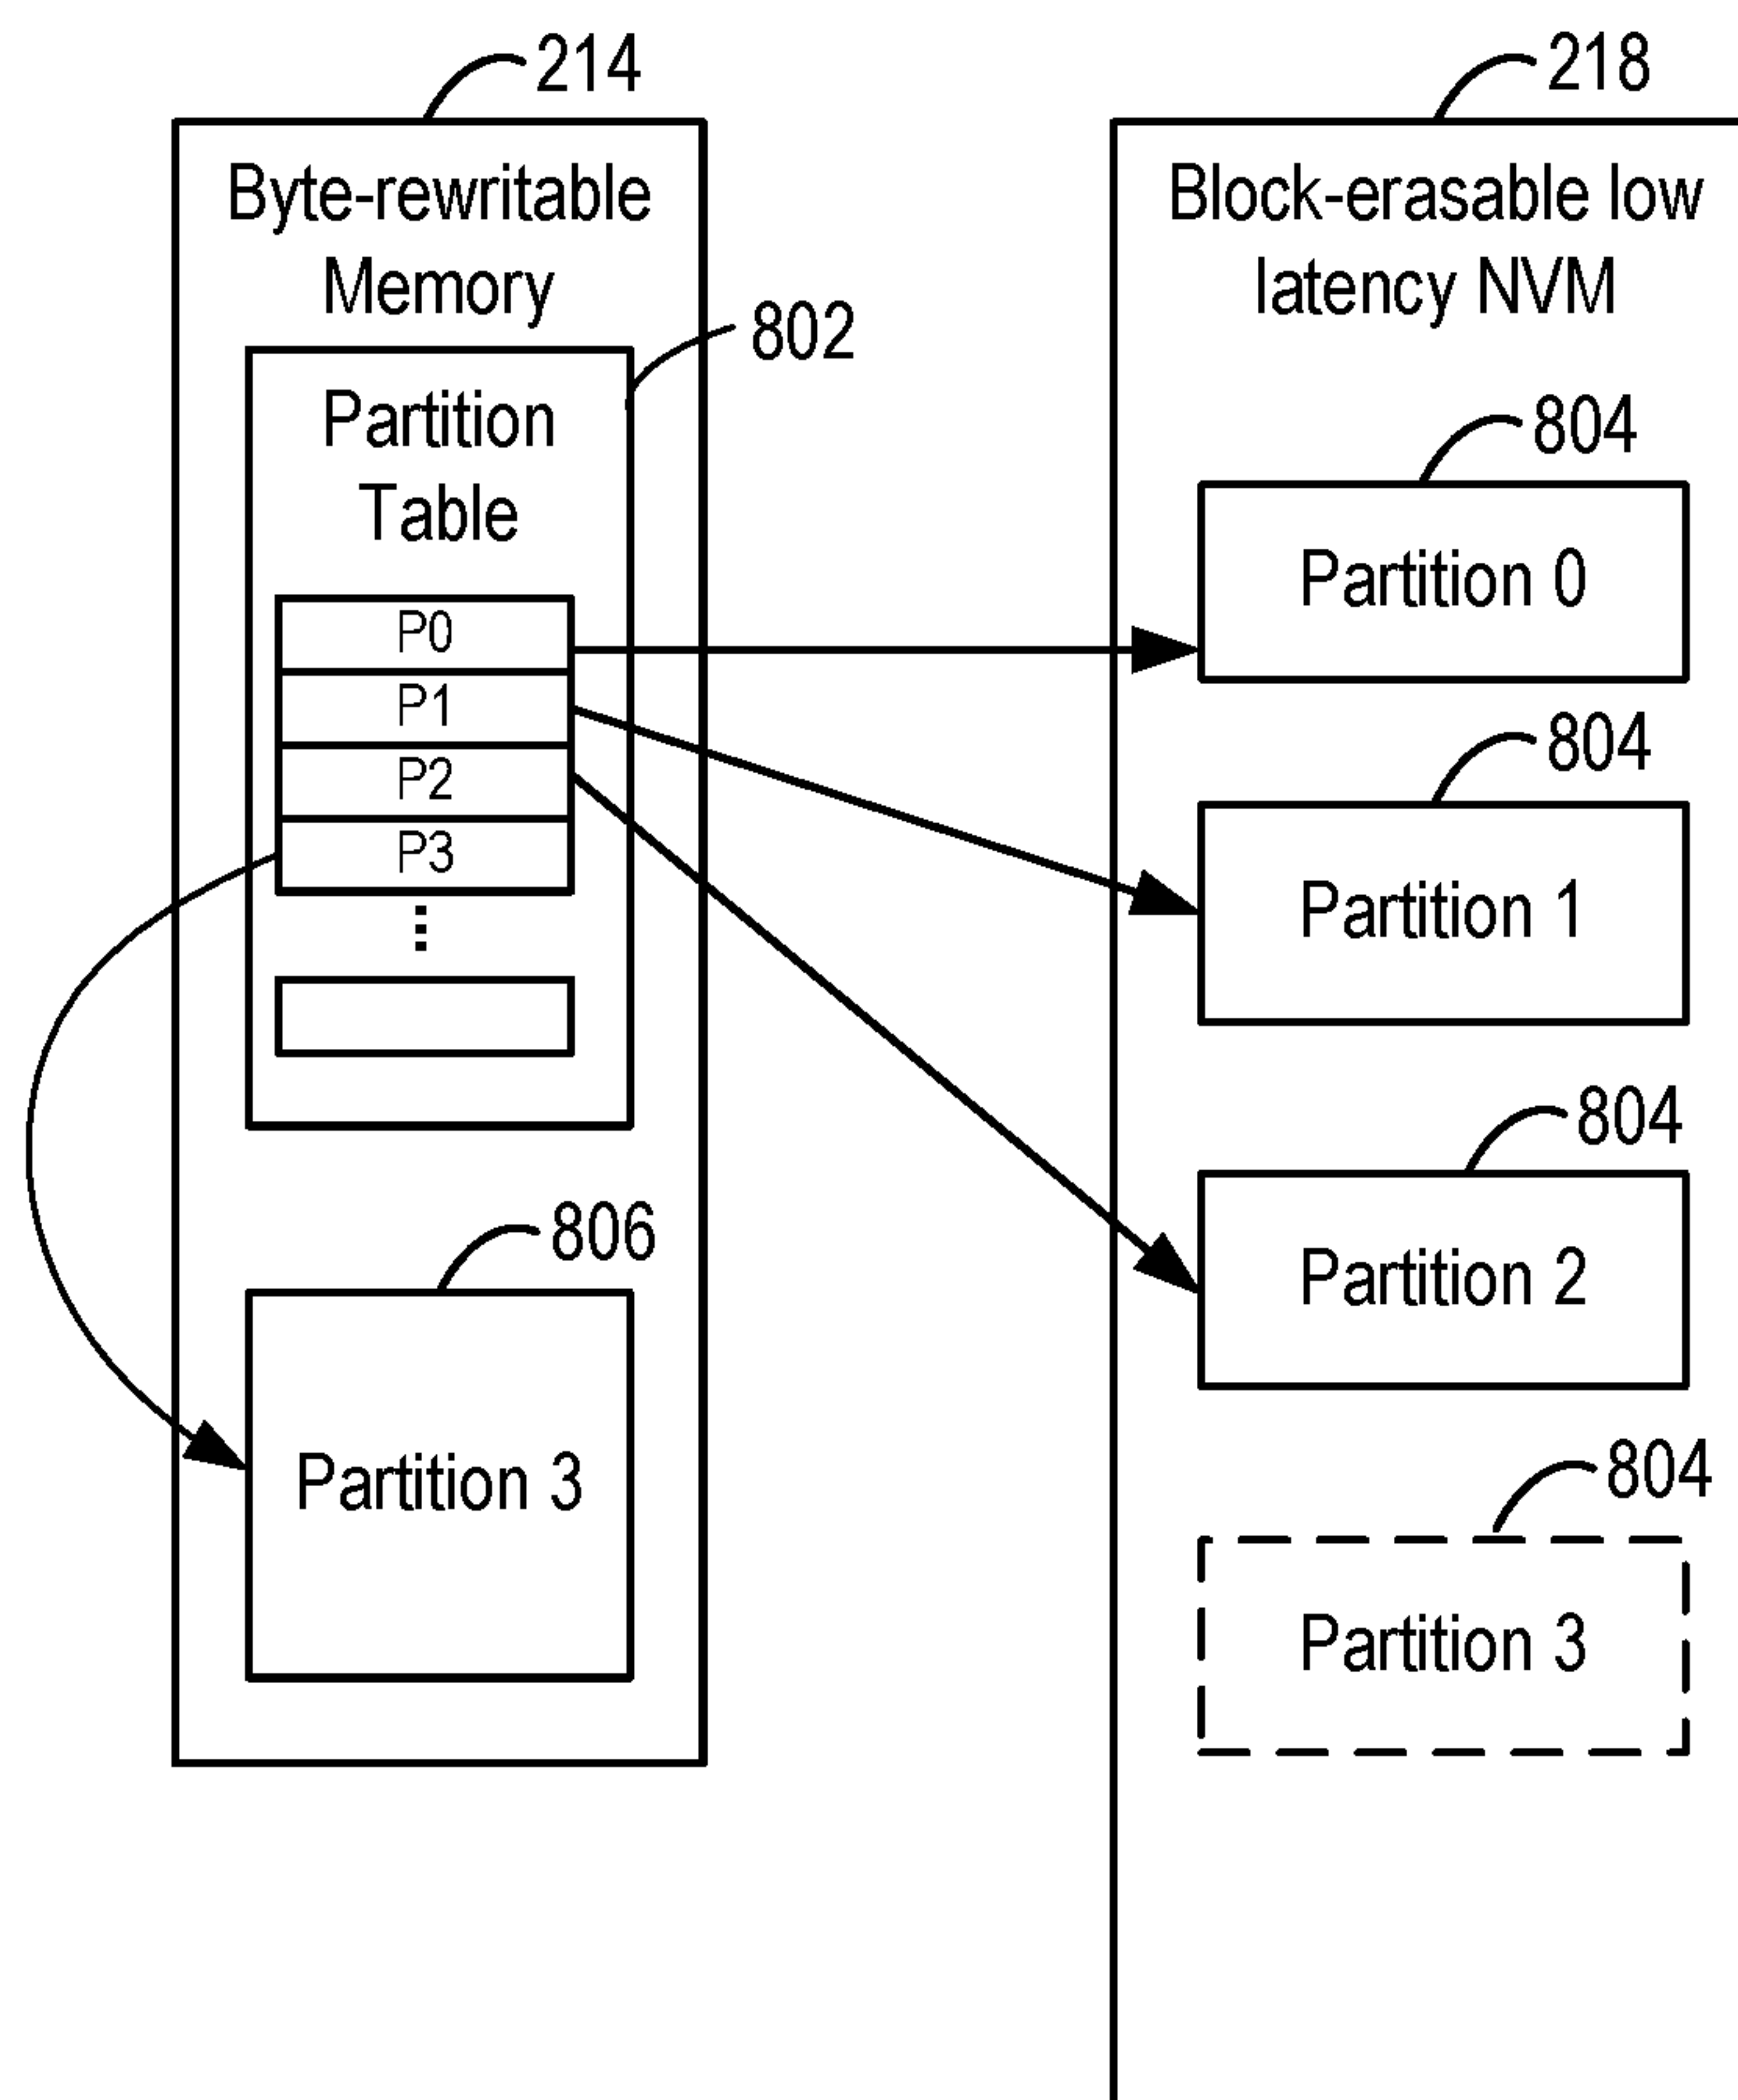 214
Byte-rewritable
Memory
802
Partition
Table
P0
P1
P2
P3
806
Partition 3
218
Block-erasable low
latency NVM
804
Partition 0
804
Partition 1
804
Partition 2
804
Partition 3